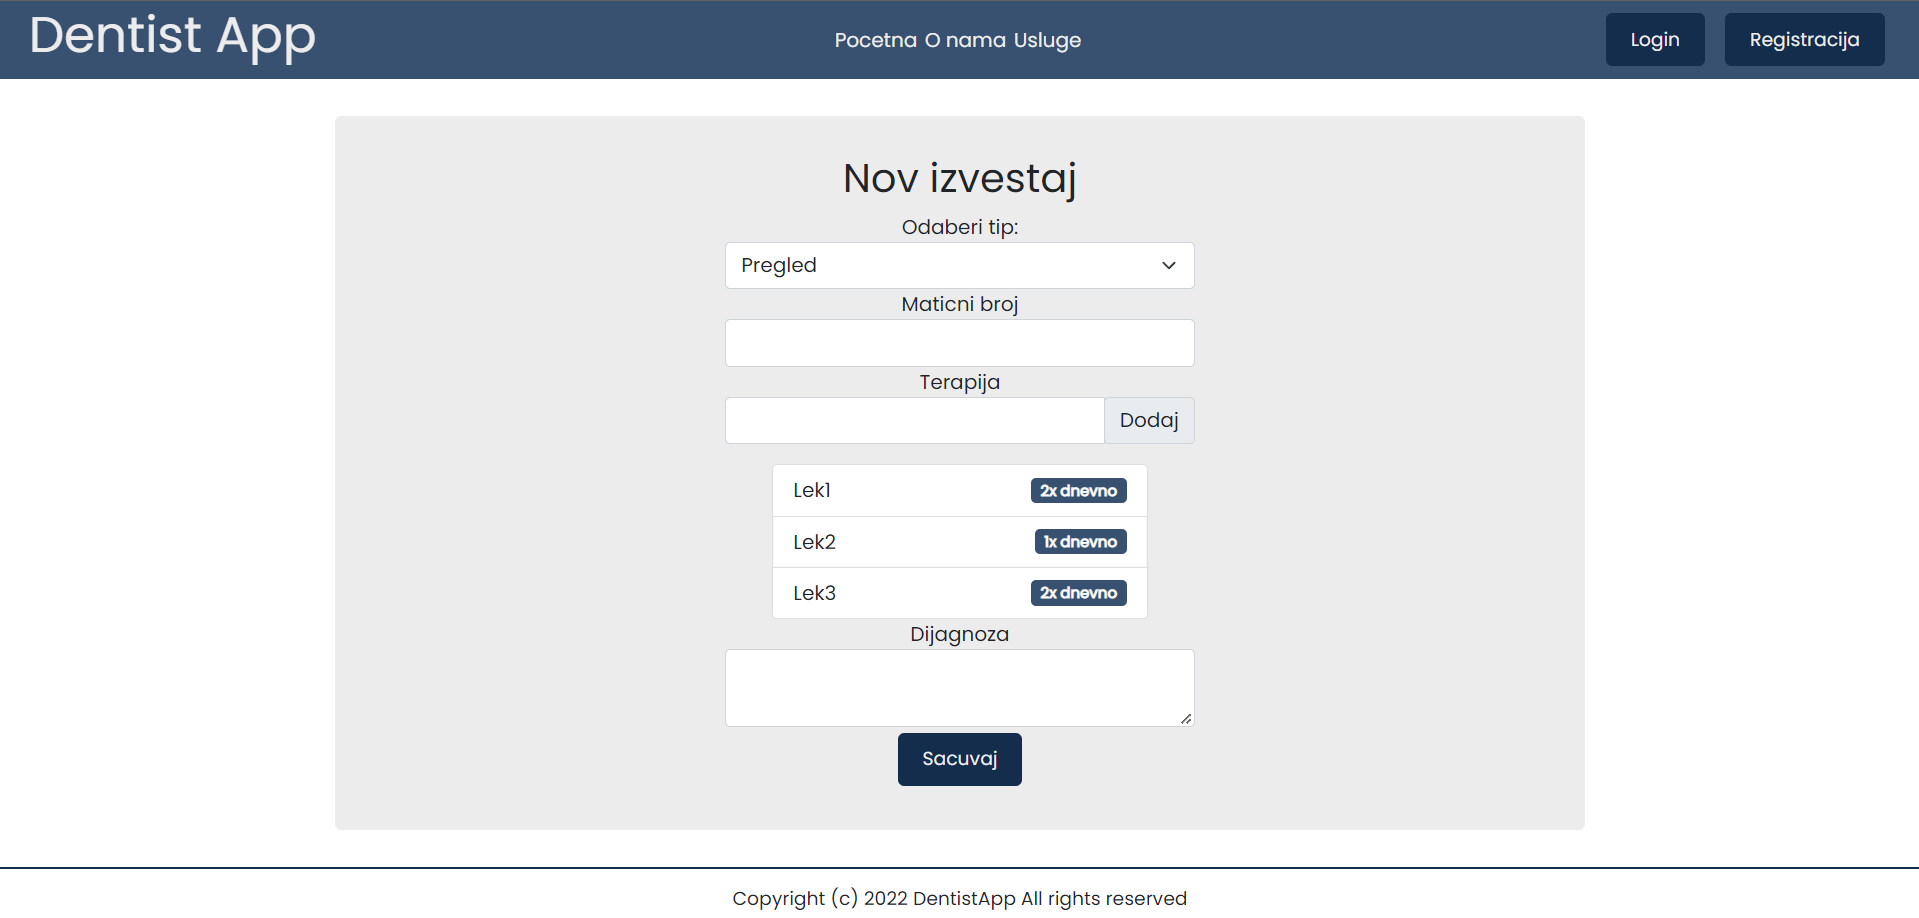 Dentist App
Pocetna O nama Usluge
Login
Registracija
Nov izvestaj
Odaberi tip:
Pregled
Maticni broj
Terapija
Dodaj
Lek1 2x dnevno
Lek2 1x dnevno
Lek3 2x dnevno
Dijagnoza
Sacuvaj
Copyright (c) 2022 DentistApp All rights reserved